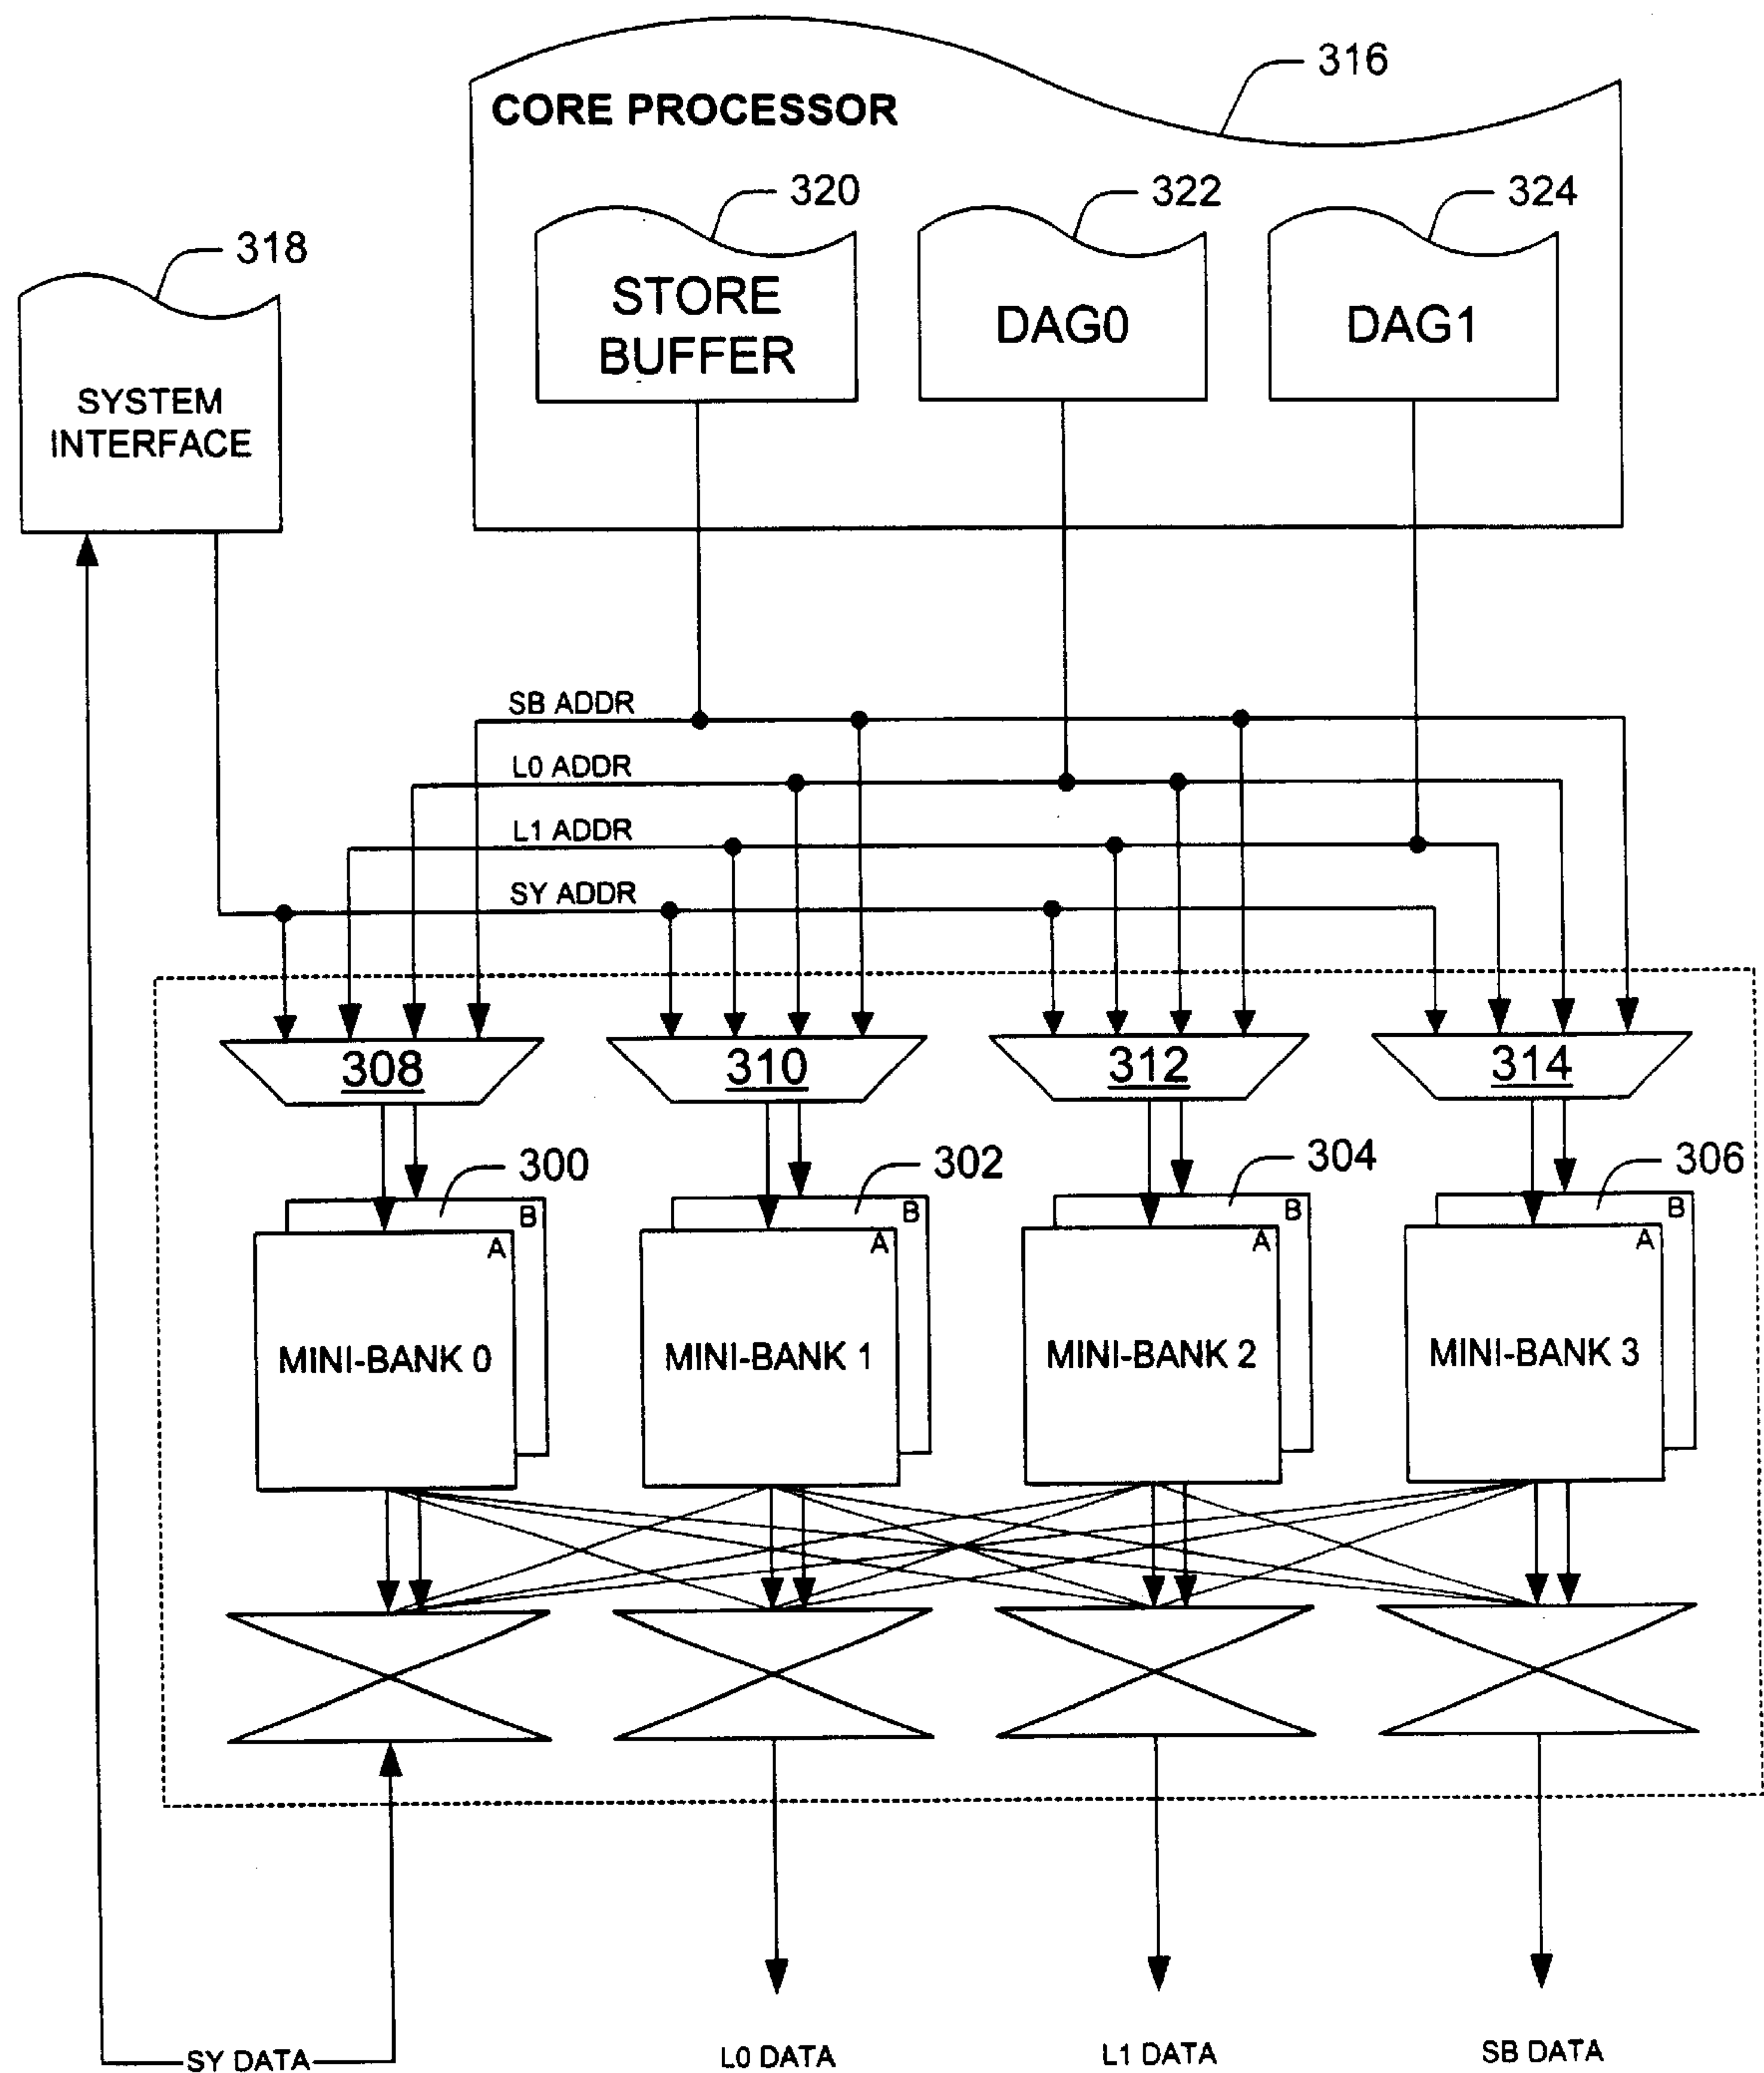 316
CORE PROCESSOR
320
322
324
318
STORE
BUFFER
DAG0
DAG1
SYSTEM
INTERFACE
SB ADDR
L0 ADDR
L1 ADDR
SY ADDR
308
310
312
314
300
302
304
306
B
B
B
B
A
A
A
A
MINI-BANK 0
MINI-BANK 1
MINI-BANK 2
MINI-BANK 3
SY DATA
L0 DATA
L1 DATA
SB DATA